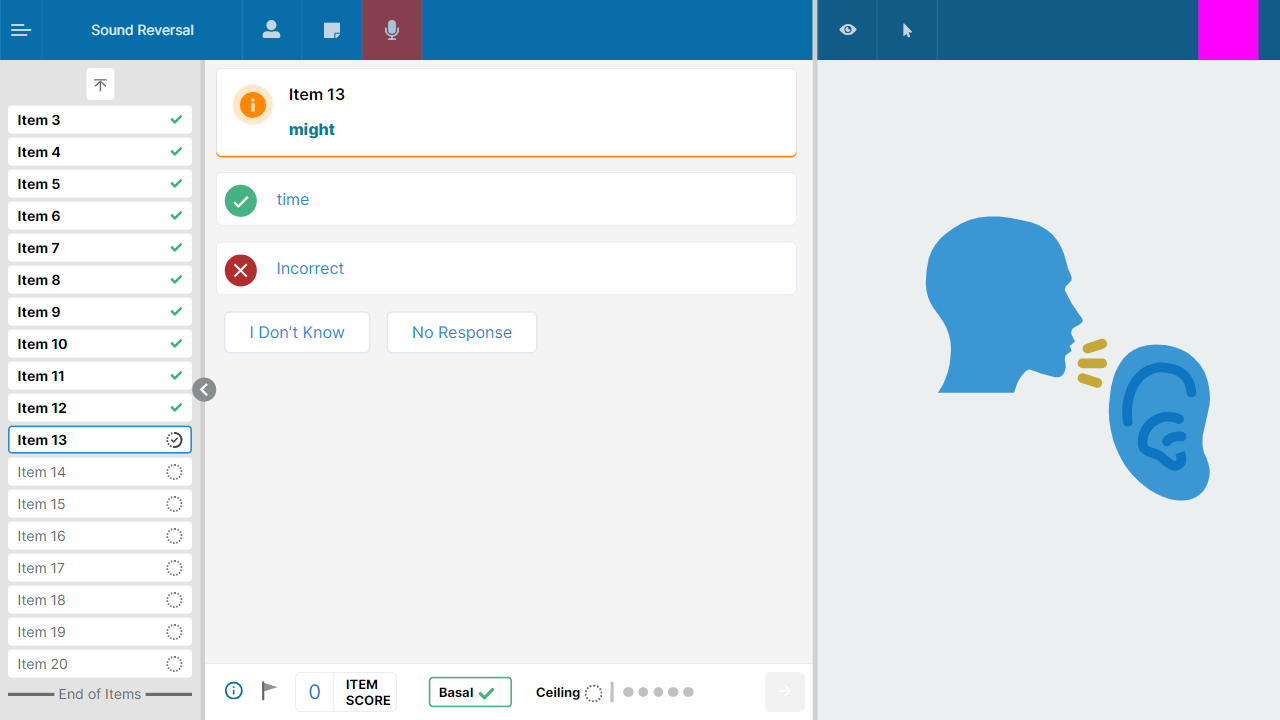 Sound Reversal
Item 3
Item 4
Item 5
Item 6
Item 7
Item 8
Item 9
Item 10
Item 11
Item 12
Item 13
Item 14
Item 15
Item 16
Item 17
Item 18
Item 19
Item 20
End of Items
Item 13
might
time
Incorrect
I Don’t Know
No Response
0
ITEM
SCORE
Basal
Ceiling